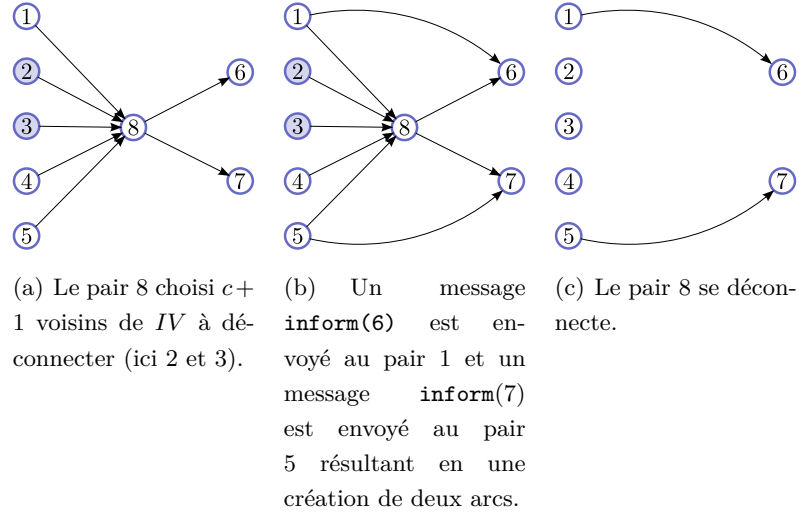 1
2
3
4
5
8
6
7
1
2
3
4
5
8
6
7
1
2
3
4
5
6
7
(a) Le pair 8 choisi c+
1 voisins de IV à dé-
connecter (ici 2 et 3).
(b) Un message
inform(6) est en-
voyé au pair 1 et un
message inform(7)
est envoyé au pair
5 résultant en une
création de deux arcs.
(c) Le pair 8 se décon-
necte.